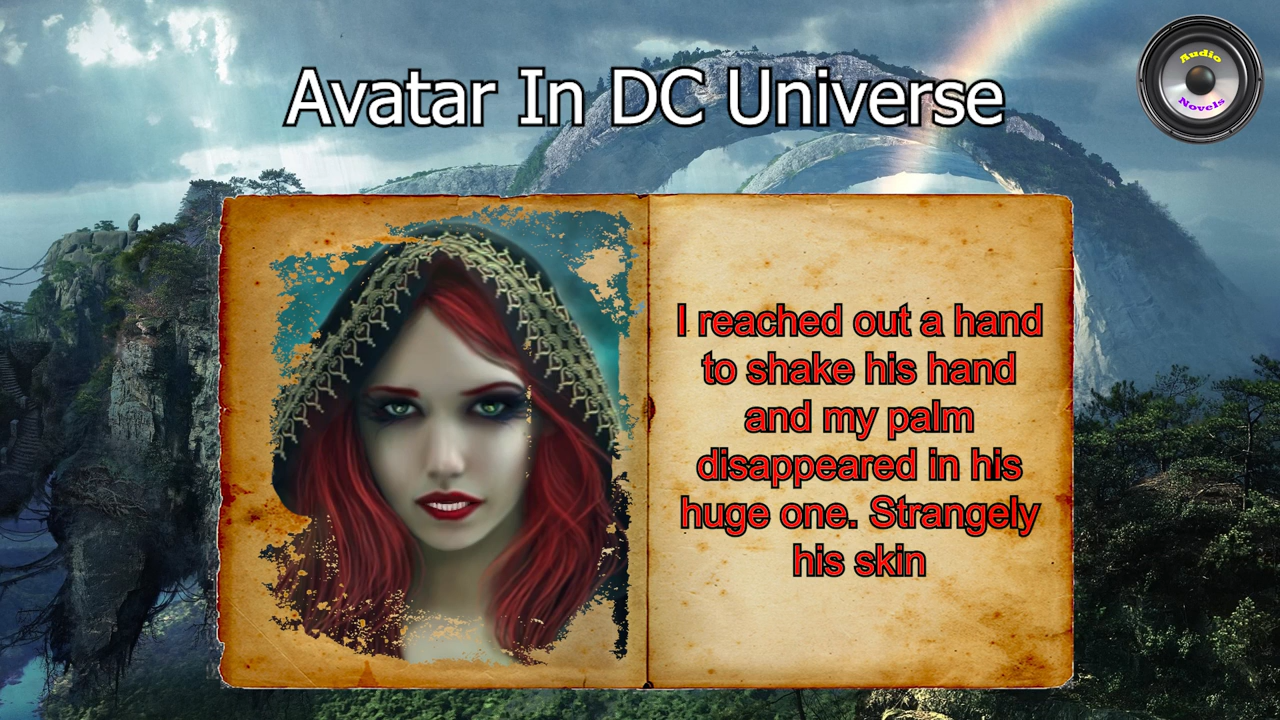 Avatar In DC Universe
Audio
Novels
I reached out a hand
to shake his hand
and my palm
disappeared in his
huge one. Strangely
his skin